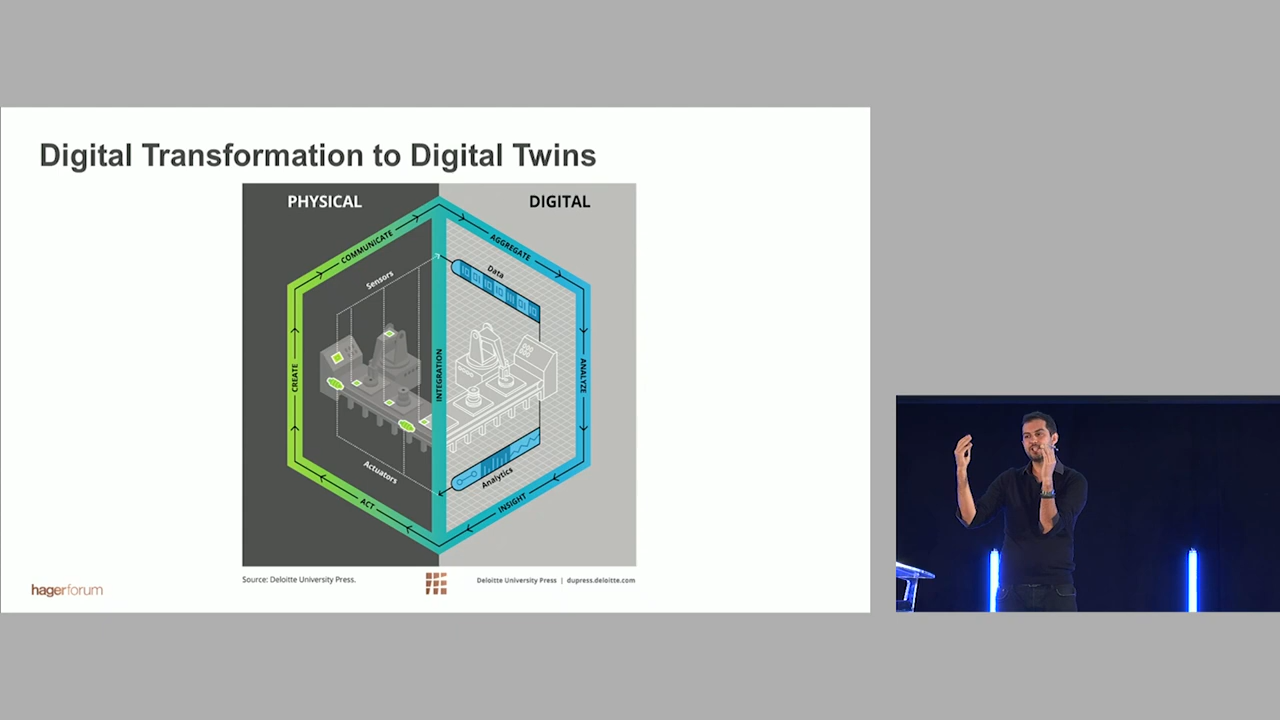 Digital Transformation to Digital Twins
PHYSICAL
DIGITAL
COMMUNICATE
AGGREGATE
Sensors
Data
CREATE
INTEGRATION
ANALYZE
Actuators
Analytics
ACT
INSIGHT
Source: Deloitte University Press.
Deloitte University Press | dupress.deloitte.com
hagerforum